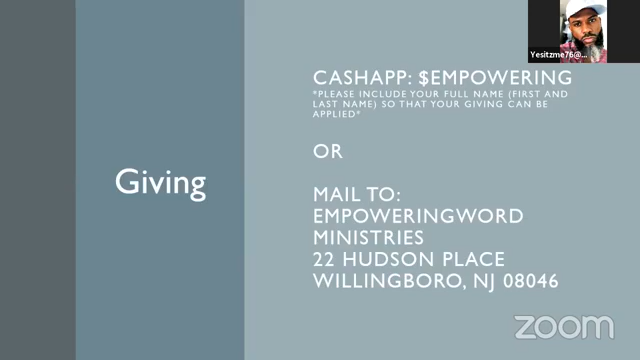 Yesitzme76@...
CASHAPP: $EMPOWERING
*PLEASE INCLUDE YOUR FULL NAME (FIRST AND
LAST NAME) SO THAT YOUR GIVING CAN BE
APPLIED*
OR
Giving
MAIL TO:
EMPOWERINGWORD
MINISTRIES
22 HUDSON PLACE
WILLINGBORO, NJ 08046
zoom